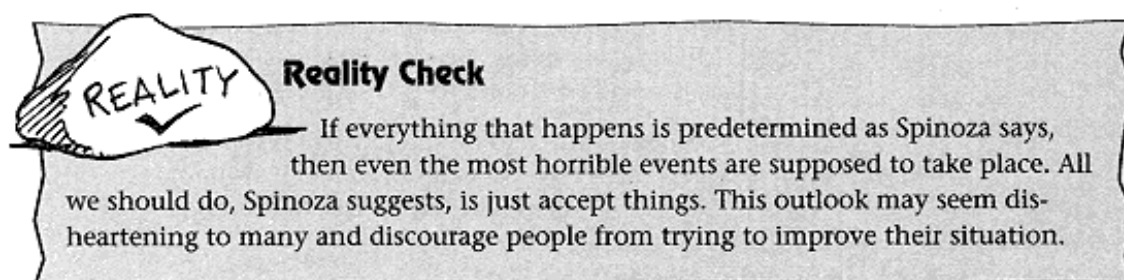 REALITY
Reality Check
If everything that happens is predetermined as Spinoza says,
then even the most horrible events are supposed to take place. All
we should do, Spinoza suggests, is just accept things. This outlook may seem dis-
heartening to many and discourage people from trying to improve their situation.